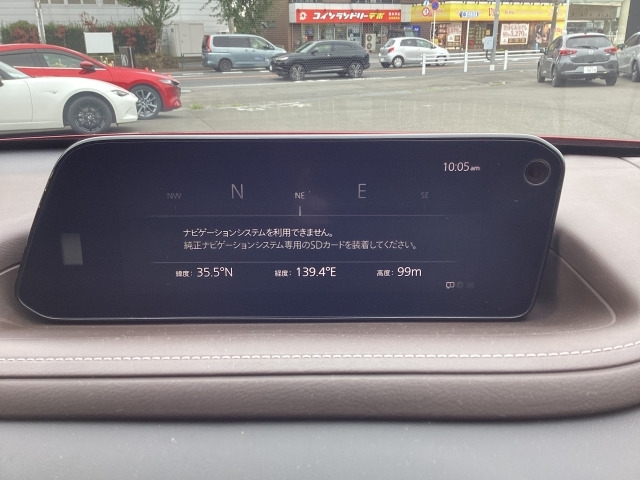 コインランドリーデポ
10:05am
NW N NE E SE
ナビゲーションシステムを利用できません。
純正ナビゲーションシステム専用のSDカードを装着してください。
緯度: 35.5°N 経度: 139.4°E 高度: 99m